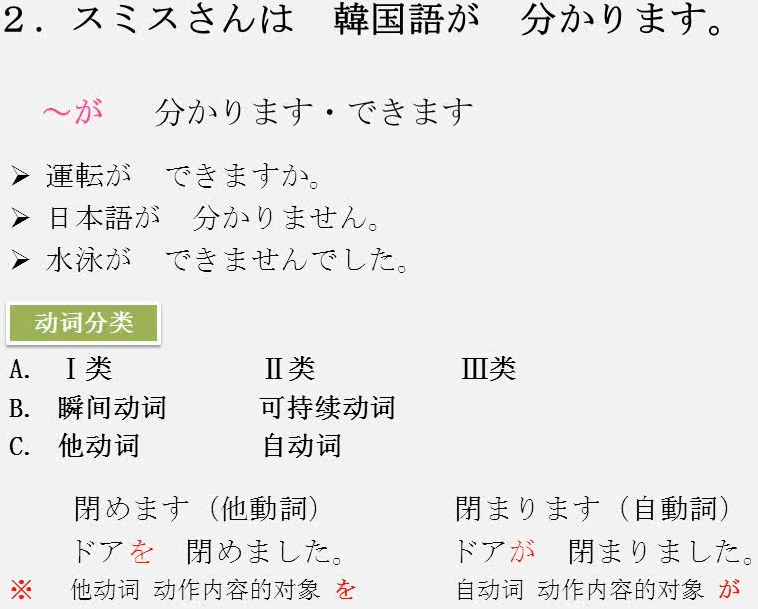 ２．スミスさんは　韓国語が　分かります。
～が　分かります・できます
➢ 運転が　できますか。
➢ 日本語が　分かりません。
➢ 水泳が　できませんでした。
动词分类
A.　Ⅰ类　Ⅱ类　Ⅲ类
B.　瞬间动词　可持续动词
C.　他动词　自动词
閉めます（他動詞）　閉まります（自動詞）
ドアを　閉めました。　ドアが　閉まりました。
※　他动词 动作内容的对象 を　自动词 动作内容的对象 が